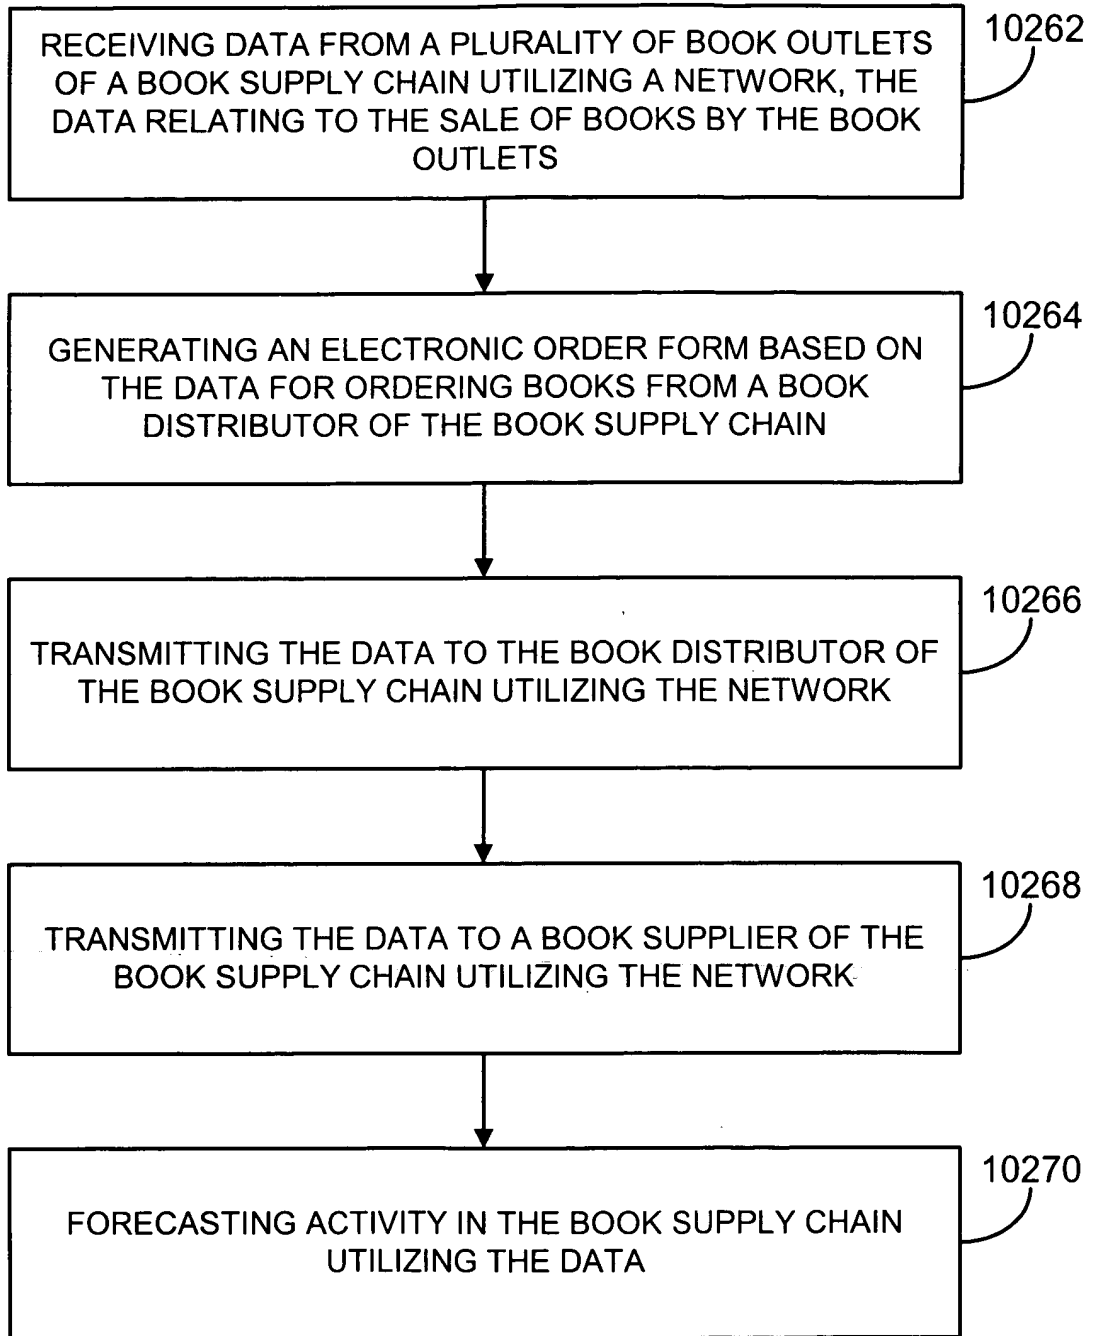 RECEIVING DATA FROM A PLURALITY OF BOOK OUTLETS
OF A BOOK SUPPLY CHAIN UTILIZING A NETWORK, THE
DATA RELATING TO THE SALE OF BOOKS BY THE BOOK
OUTLETS
10262
GENERATING AN ELECTRONIC ORDER FORM BASED ON
THE DATA FOR ORDERING BOOKS FROM A BOOK
DISTRIBUTOR OF THE BOOK SUPPLY CHAIN
10264
TRANSMITTING THE DATA TO THE BOOK DISTRIBUTOR OF
THE BOOK SUPPLY CHAIN UTILIZING THE NETWORK
10266
TRANSMITTING THE DATA TO A BOOK SUPPLIER OF THE
BOOK SUPPLY CHAIN UTILIZING THE NETWORK
10268
FORECASTING ACTIVITY IN THE BOOK SUPPLY CHAIN
UTILIZING THE DATA
10270